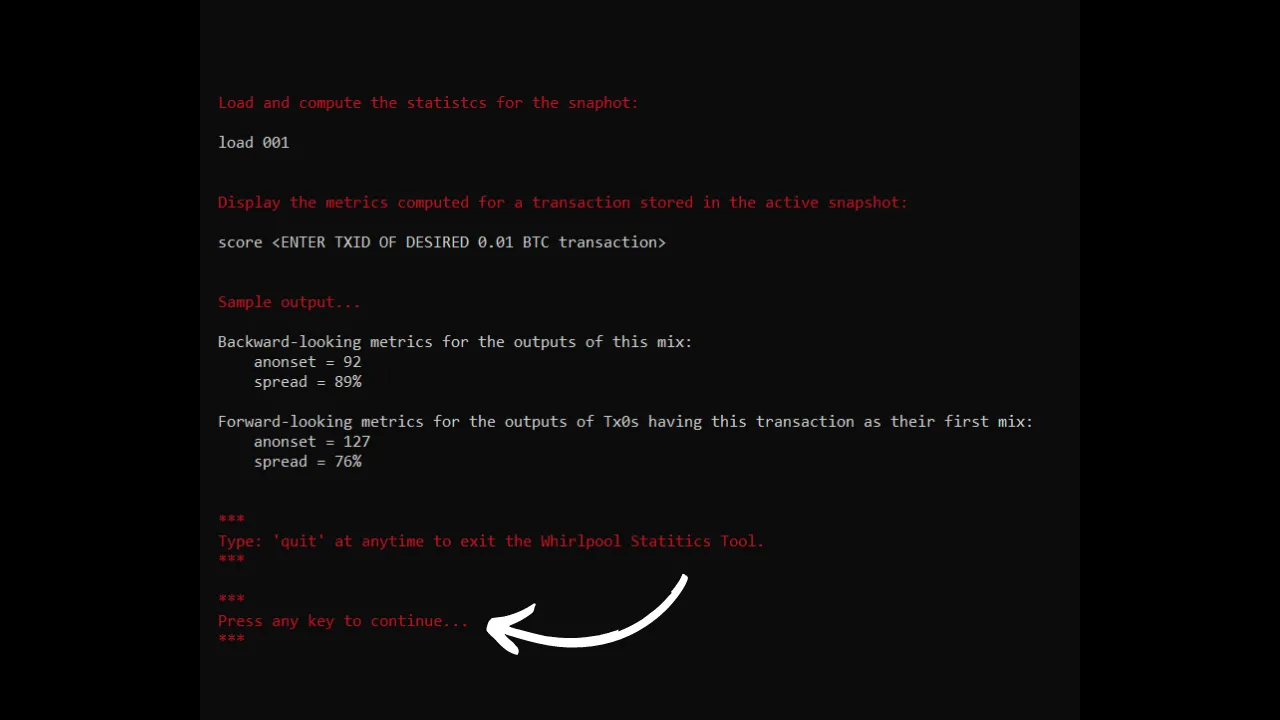 Load and compute the statistcs for the snaphot:
load 001
Display the metrics computed for a transaction stored in the active snapshot:
score <ENTER TXID OF DESIRED 0.01 BTC transaction>
Sample output...
Backward-looking metrics for the outputs of this mix:
anonset = 92
spread = 89%
Forward-looking metrics for the outputs of Tx0s having this transaction as their first mix:
anonset = 127
spread = 76%
***
Type: 'quit' at anytime to exit the Whirlpool Statitics Tool.
***
***
Press any key to continue...
***